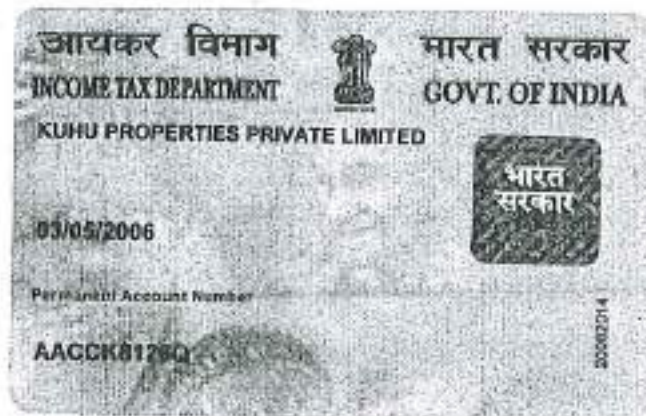 आयकर विभाग
INCOME TAX DEPARTMENT
भारत सरकार
GOVT. OF INDIA
KUHU PROPERTIES PRIVATE LIMITED
भारत
सरकार
03/05/2006
Permanent Account Number